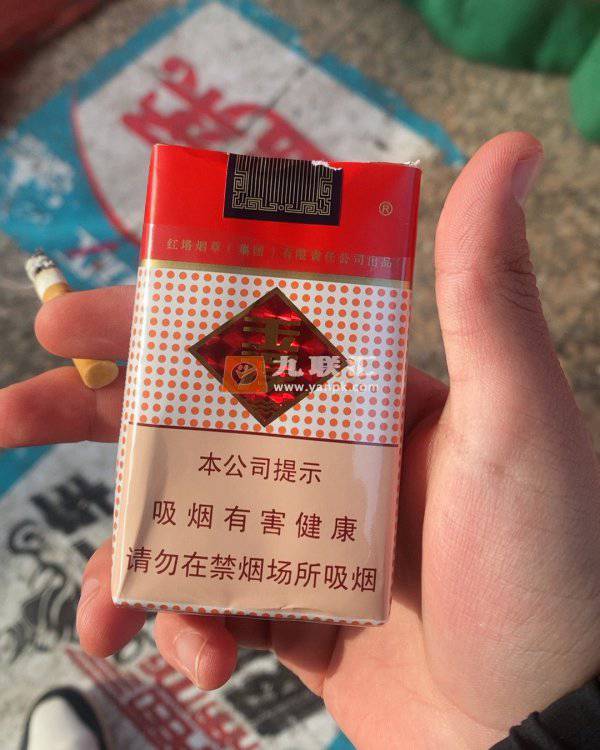 ®
红塔烟草（集团）有限责任公司出品
玉
九联汇
www.yanpk.com
本公司提示
吸烟有害健康
请勿在禁烟场所吸烟